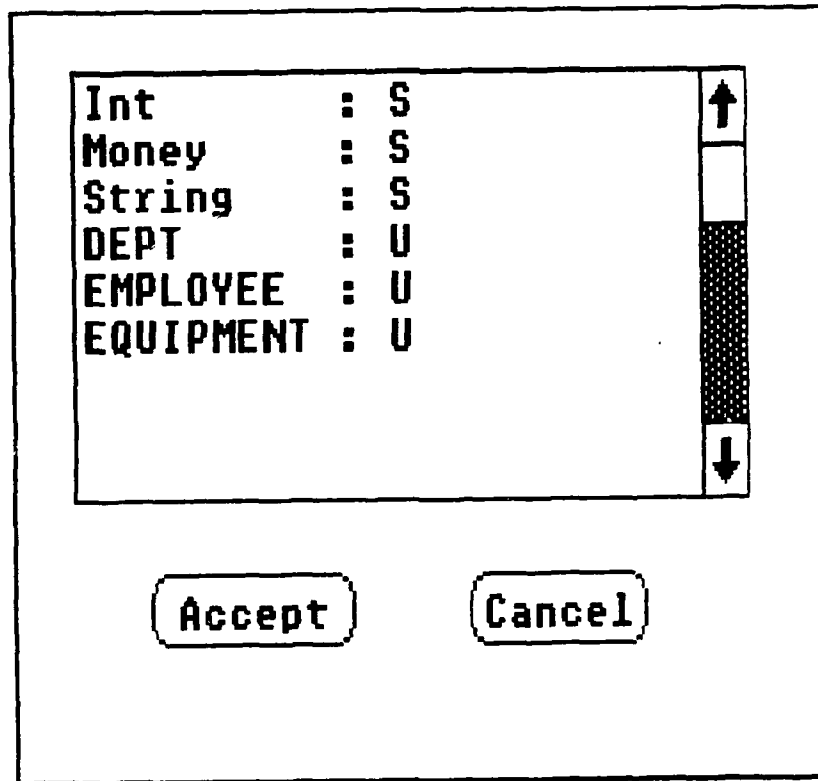 Int : S
Money : S
String : S
DEPT : U
EMPLOYEE : U
EQUIPMENT : U
Accept Cancel